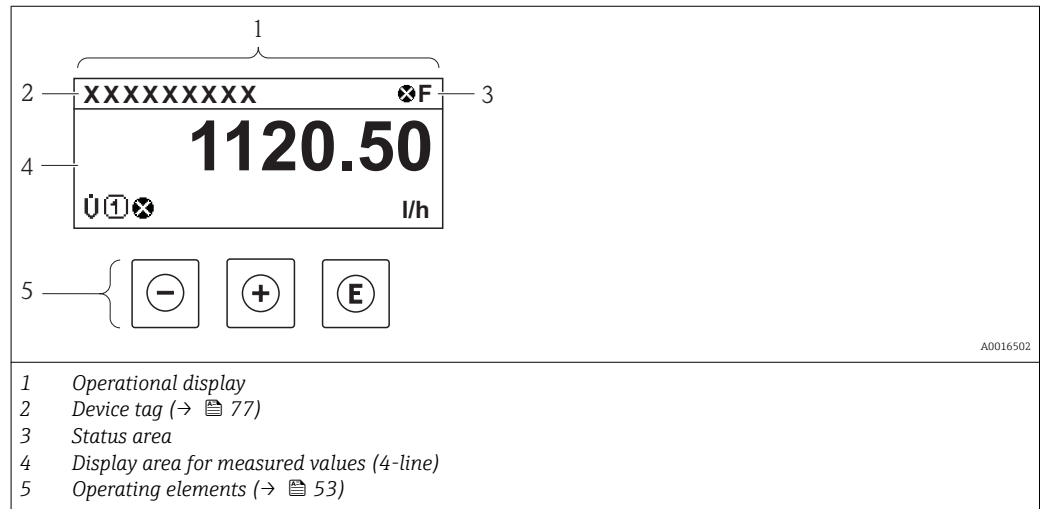 1
2 XXXXXXXXX F 3
4 1120.50
U̇ 1 l/h
5 − + E
A0016502
1 Operational display
2 Device tag (→ 77)
3 Status area
4 Display area for measured values (4-line)
5 Operating elements (→ 53)